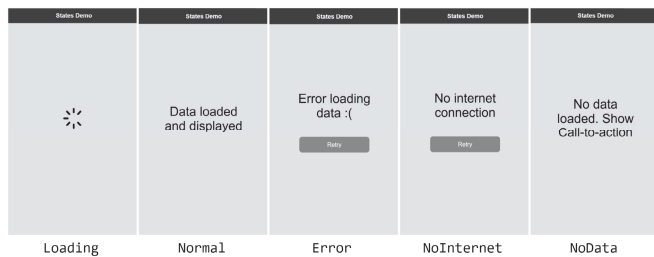 States Demo
States Demo
States Demo
States Demo
States Demo
Data loaded
and displayed
Error loading
data :(
Retry
No internet
connection
Retry
No data
loaded. Show
Call-to-action
Loading
Normal
Error
NoInternet
NoData